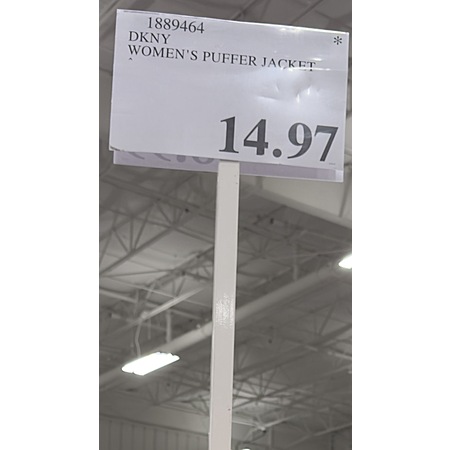 1889464 *
DKNY
WOMEN'S PUFFER JACKET
14.97